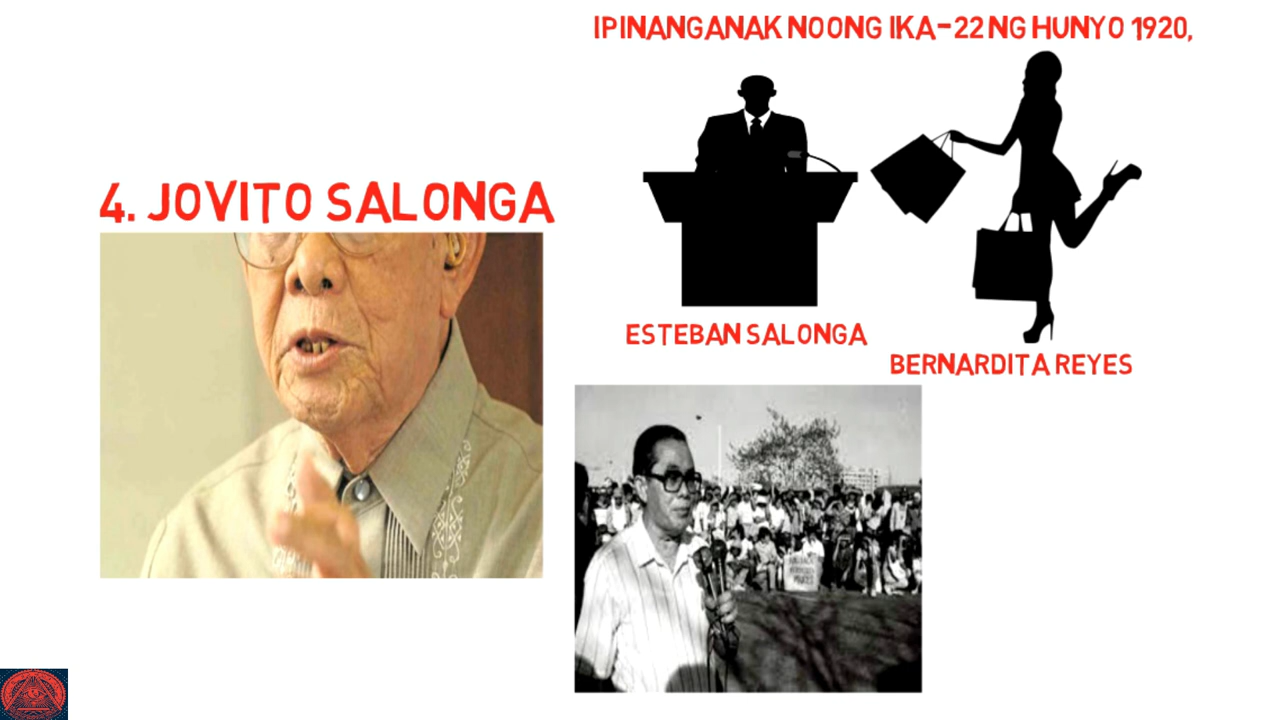 IPINANGANAK NOONG IKA-22 NG HUNYO 1920,
4. JOVITO SALONGA
ESTEBAN SALONGA
BERNARDITA REYES